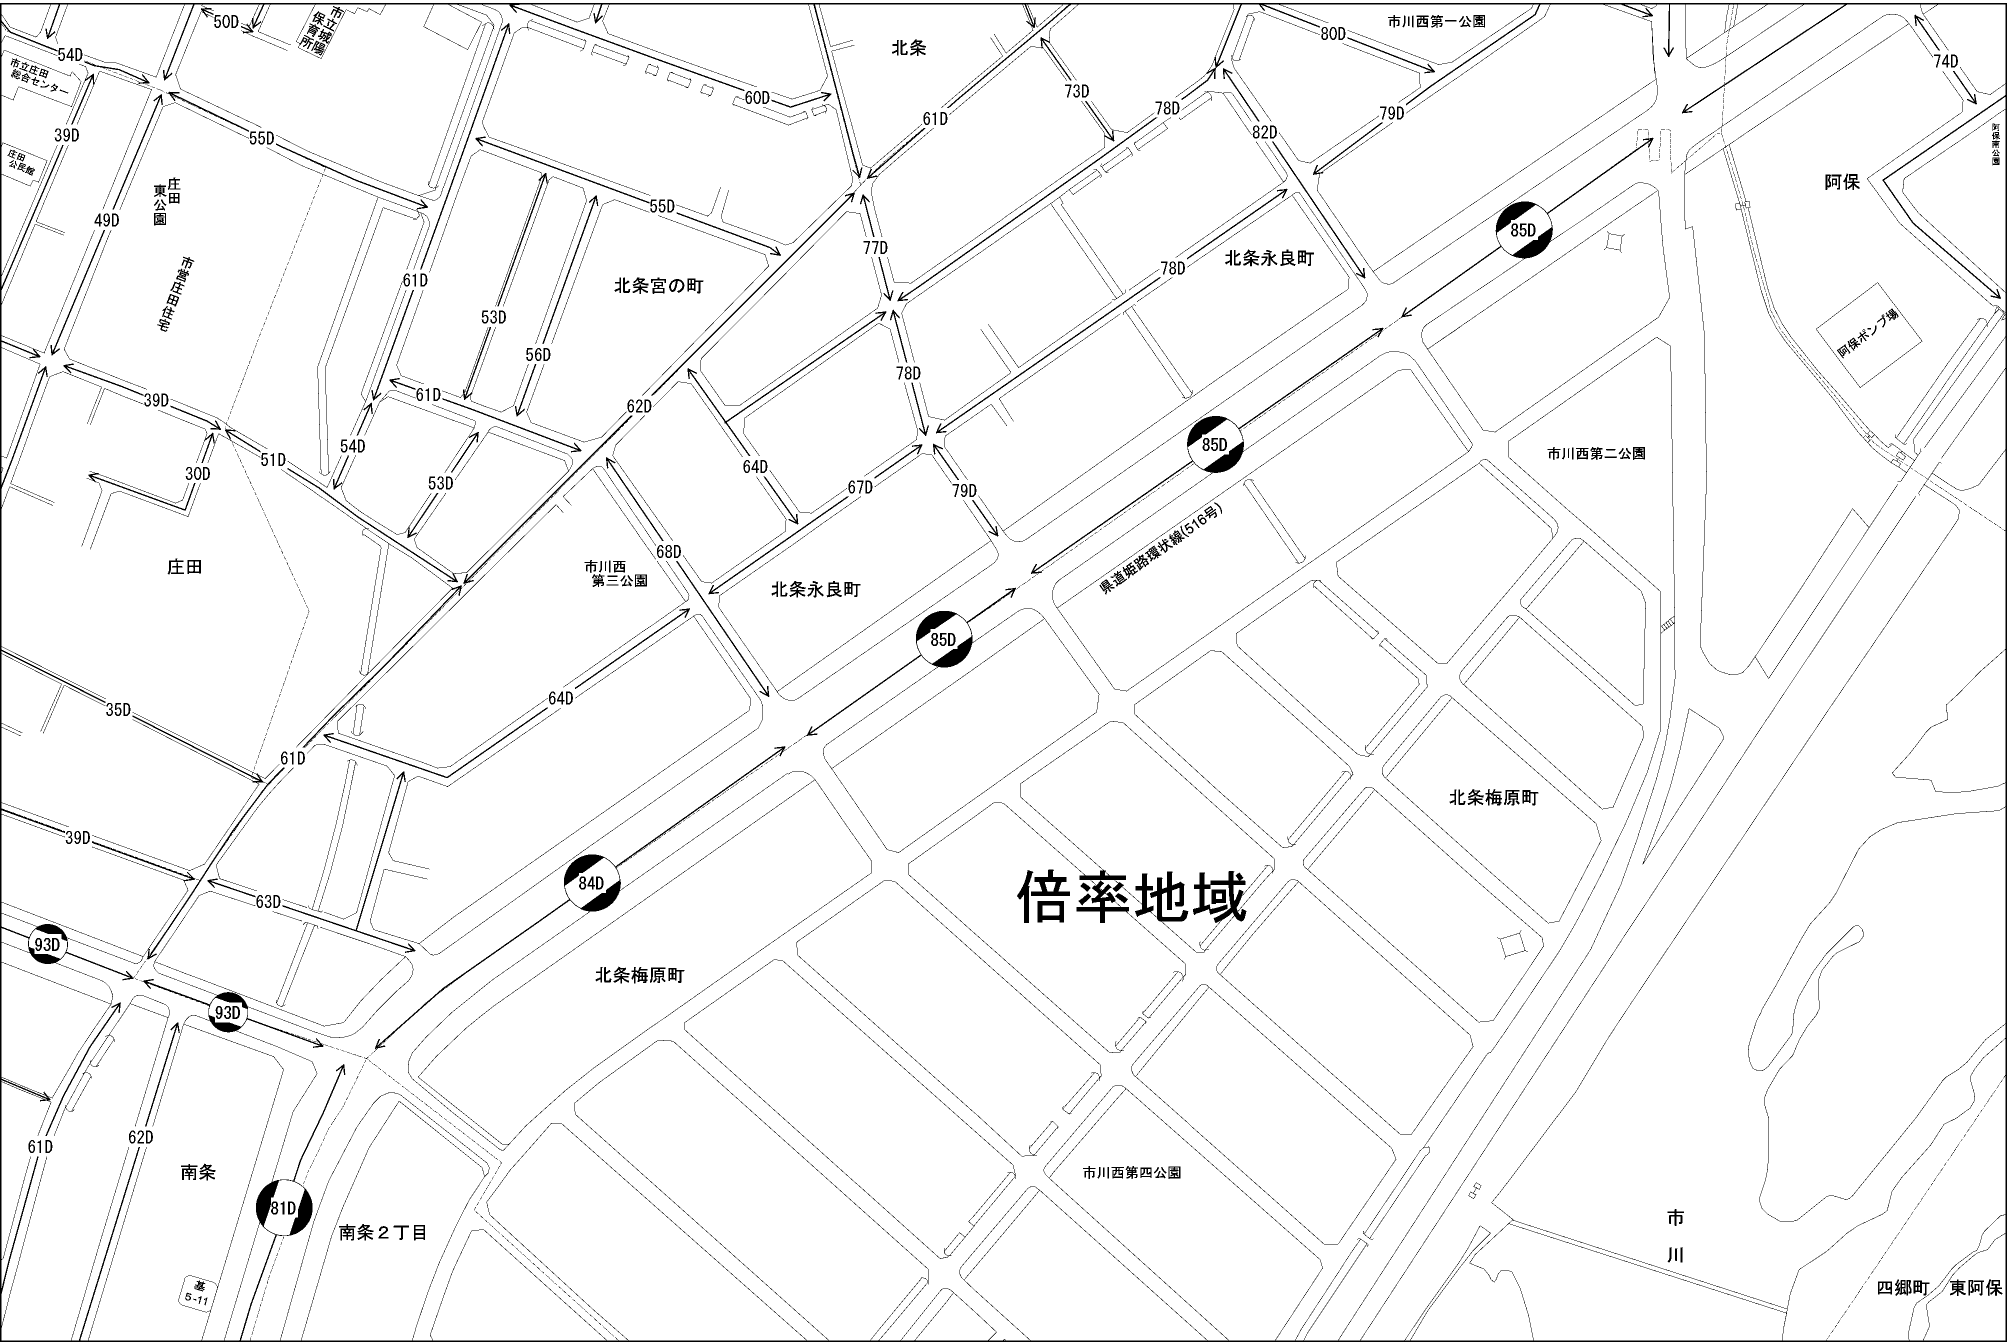 50D
市立城陽
保育所
54D
市立庄田
総合センター
39D
庄田
公民館
55D
49D
庄田
東公園
市営庄田住宅
60D
北条
61D
73D
78D
80D
市川西第一公園
79D
82D
74D
阿保南公園
阿保
85D
55D
77D
78D
北条永良町
61D
53D
56D
北条宮の町
78D
阿保ポンプ場
39D
61D
62D
54D
51D
30D
53D
64D
67D
79D
85D
市川西第二公園
県道姫路環状線(516号)
68D
庄田
市川西
第三公園
北条永良町
85D
64D
35D
61D
39D
84D
北条梅原町
倍率地域
63D
93D
93D
北条梅原町
61D
62D
南条
81D
南条2丁目
市川西第四公園
基
5-11
市川
四郷町
東阿保